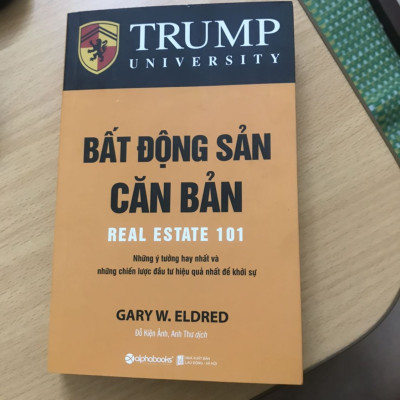 TRUMP
UNIVERSITY
BẤT ĐỘNG SẢN
CĂN BẢN
REAL ESTATE 101
Những ý tưởng hay nhất và
những chiến lược đầu tư hiệu quả nhất để khởi sự
GARY W. ELDRED
Đỗ Kiện Ảnh, Anh Thư dịch
alphabooks